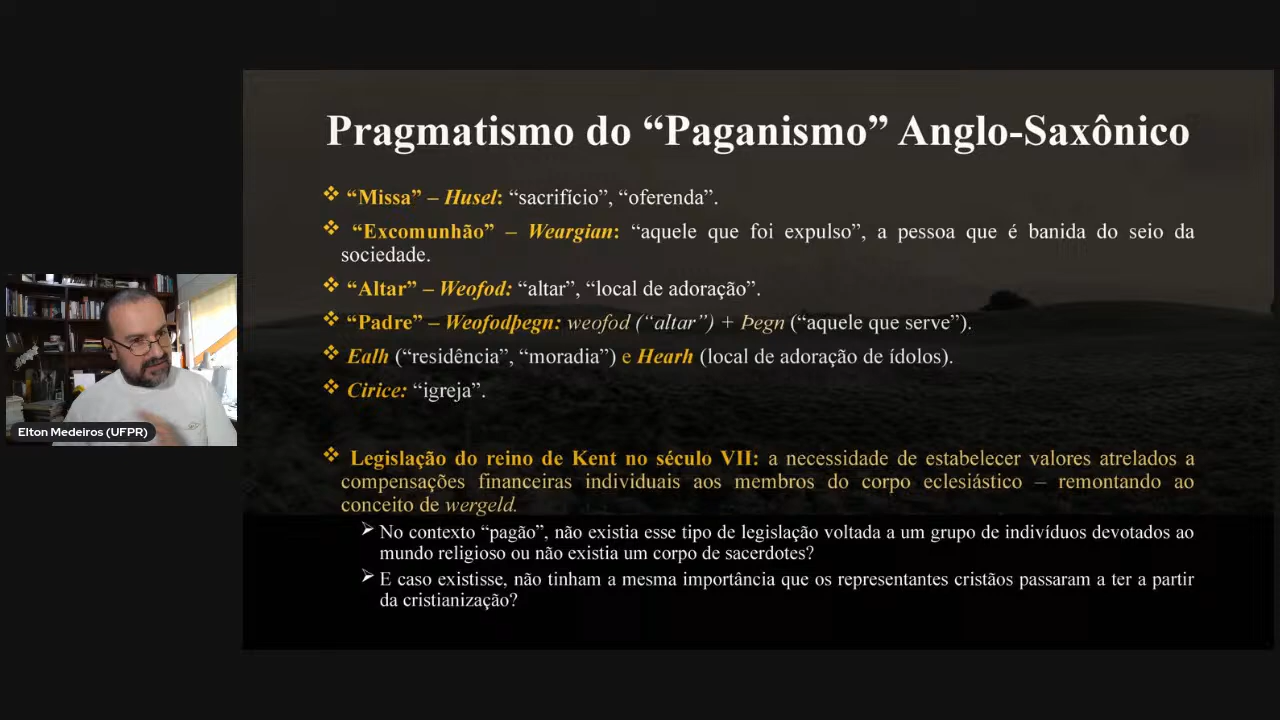 Pragmatismo do “Paganismo” Anglo-Saxônico
❖ “Missa” – Husel: “sacrifício”, “oferenda”.
❖ “Excomunhão” – Weargian: “aquele que foi expulso”, a pessoa que é banida do seio da
sociedade.
❖ “Altar” – Weofod: “altar”, “local de adoração”.
❖ “Padre” – Weofodþegn: weofod (“altar”) + Þegn (“aquele que serve”).
❖ Ealh (“residência”, “moradia”) e Hearh (local de adoração de ídolos).
❖ Cirice: “igreja”.
❖ Legislação do reino de Kent no século VII: a necessidade de estabelecer valores atrelados a
compensações financeiras individuais aos membros do corpo eclesiástico – remontando ao
conceito de wergeld.
➢ No contexto “pagão”, não existia esse tipo de legislação voltada a um grupo de indivíduos devotados ao
mundo religioso ou não existia um corpo de sacerdotes?
➢ E caso existisse, não tinham a mesma importância que os representantes cristãos passaram a ter a partir
da cristianização?
Elton Medeiros (UFPR)